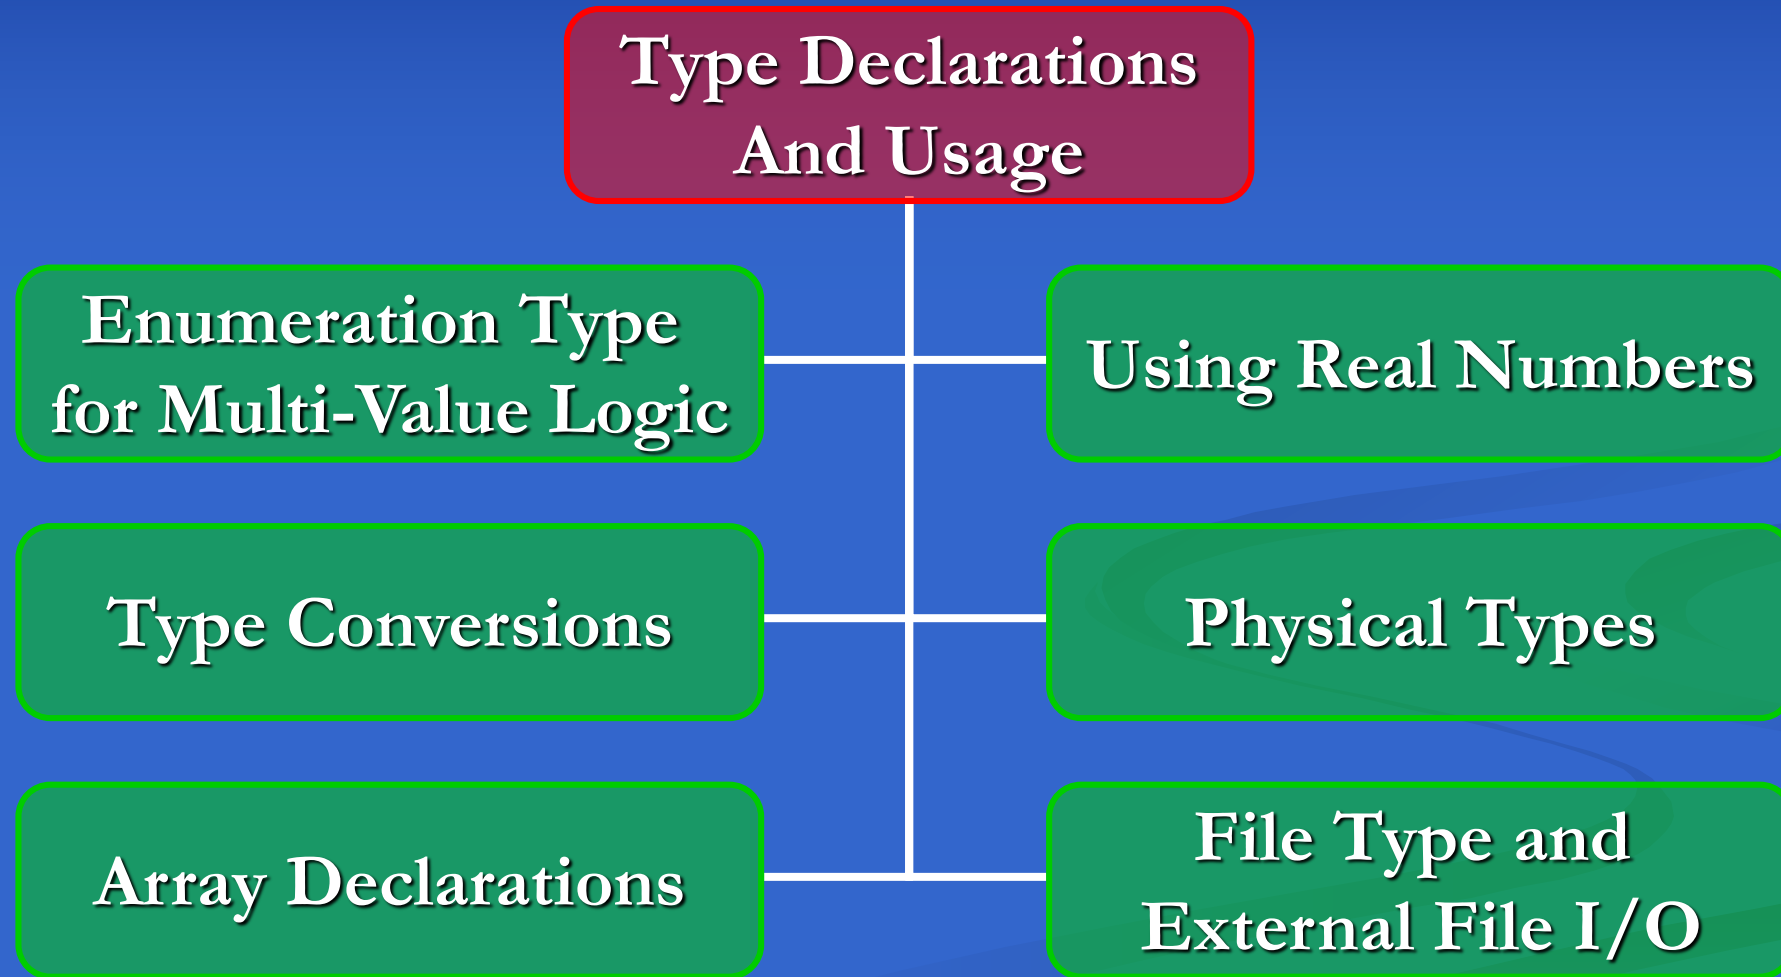 Type Declarations
And Usage
Enumeration Type
for Multi-Value Logic
Using Real Numbers
Type Conversions
Physical Types
Array Declarations
File Type and
External File I/O